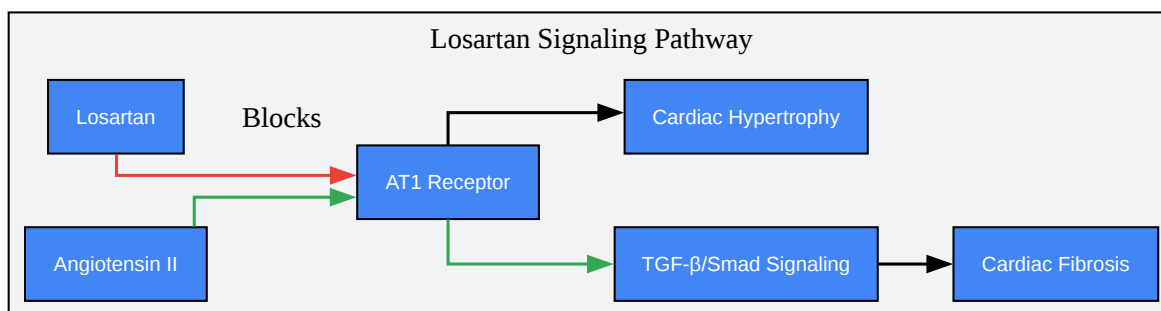 Losartan Signaling Pathway
Losartan
Blocks
Cardiac Hypertrophy
AT1 Receptor
Angiotensin II
TGF-β/Smad Signaling
Cardiac Fibrosis